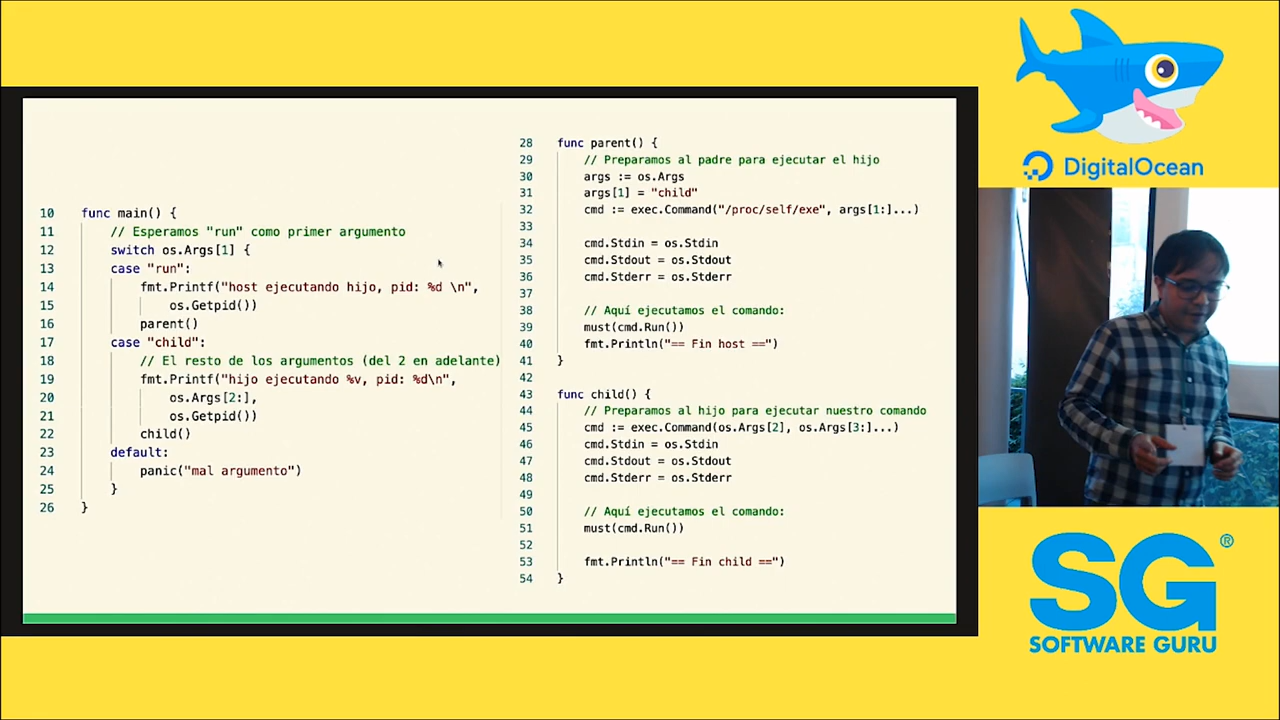 10 func main() {
11 // Esperamos "run" como primer argumento
12 switch os.Args[1] {
13 case "run":
14 fmt.Printf("host ejecutando hijo, pid: %d \n",
15 os.Getpid())
16 parent()
17 case "child":
18 // El resto de los argumentos (del 2 en adelante)
19 fmt.Printf("hijo ejecutando %v, pid: %d\n",
20 os.Args[2:],
21 os.Getpid())
22 child()
23 default:
24 panic("mal argumento")
25 }
26 }
28 func parent() {
29 // Preparamos al padre para ejecutar el hijo
30 args := os.Args
31 args[1] = "child"
32 cmd := exec.Command("/proc/self/exe", args[1:]...)
33
34 cmd.Stdin = os.Stdin
35 cmd.Stdout = os.Stdout
36 cmd.Stderr = os.Stderr
37
38 // Aquí ejecutamos el comando:
39 must(cmd.Run())
40 fmt.Println("== Fin host ==")
41 }
42
43 func child() {
44 // Preparamos al hijo para ejecutar nuestro comando
45 cmd := exec.Command(os.Args[2], os.Args[3:]...)
46 cmd.Stdin = os.Stdin
47 cmd.Stdout = os.Stdout
48 cmd.Stderr = os.Stderr
49
50 // Aquí ejecutamos el comando:
51 must(cmd.Run())
52
53 fmt.Println("== Fin child ==")
54 }
DigitalOcean
SG®
SOFTWARE GURU